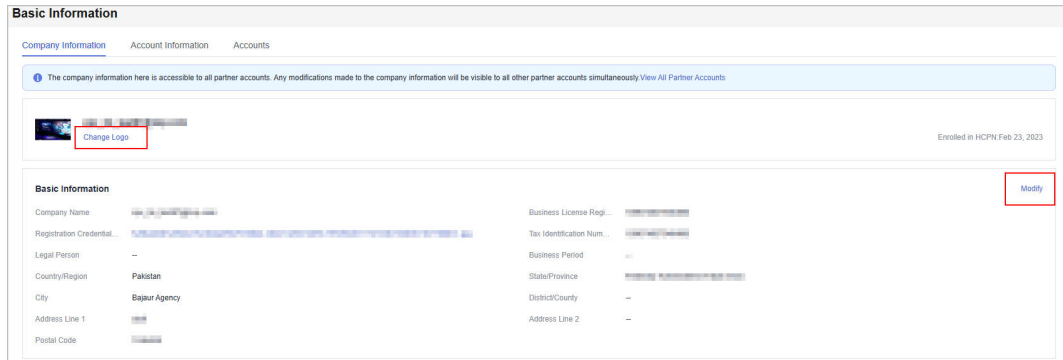 Basic Information
Company Information Account Information Accounts
The company information here is accessible to all partner accounts. Any modifications made to the company information will be visible to all other partner accounts simultaneously.View All Partner Accounts
Change Logo
Enrolled in HCPN:Feb 23, 2023
Basic Information
Modify
Company Name
Business License Regi...
Registration Credential...
Tax Identification Num...
Legal Person --
Business Period
Country/Region Pakistan
State/Province
City Bajaur Agency
District/County --
Address Line 1
Address Line 2 --
Postal Code